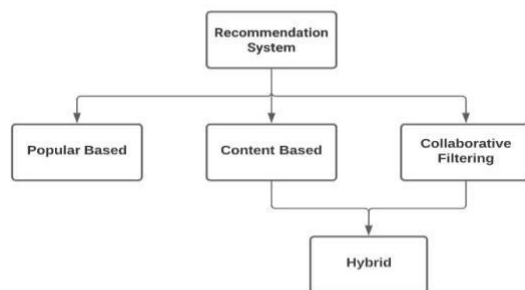 Recommendation
System
Popular Based
Content Based
Collaborative
Filtering
Hybrid